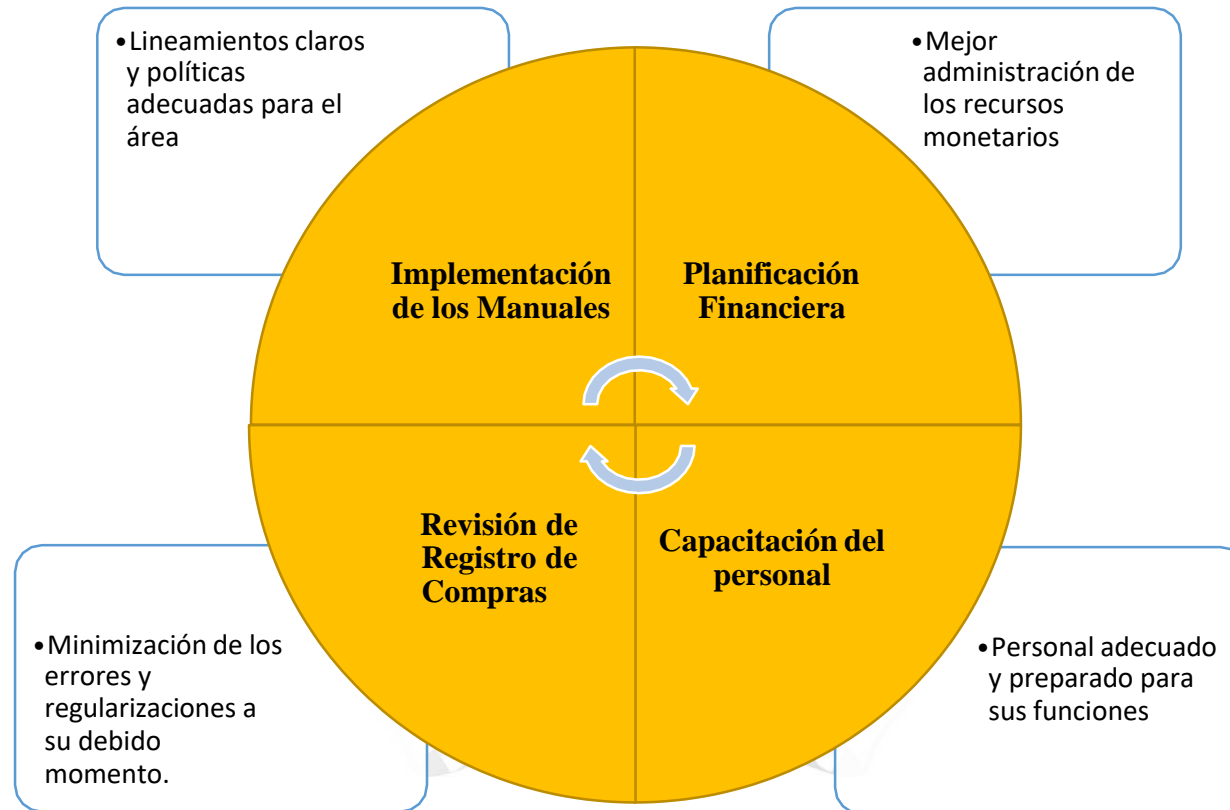 •Lineamientos claros
y políticas
adecuadas para el
área
•Mejor
administración de
los recursos
monetarios
Implementación
de los Manuales
Planificación
Financiera
Revisión de
Registro de
Compras
Capacitación del
personal
•Minimización de los
errores y
regularizaciones a
su debido
momento.
•Personal adecuado
y preparado para
sus funciones